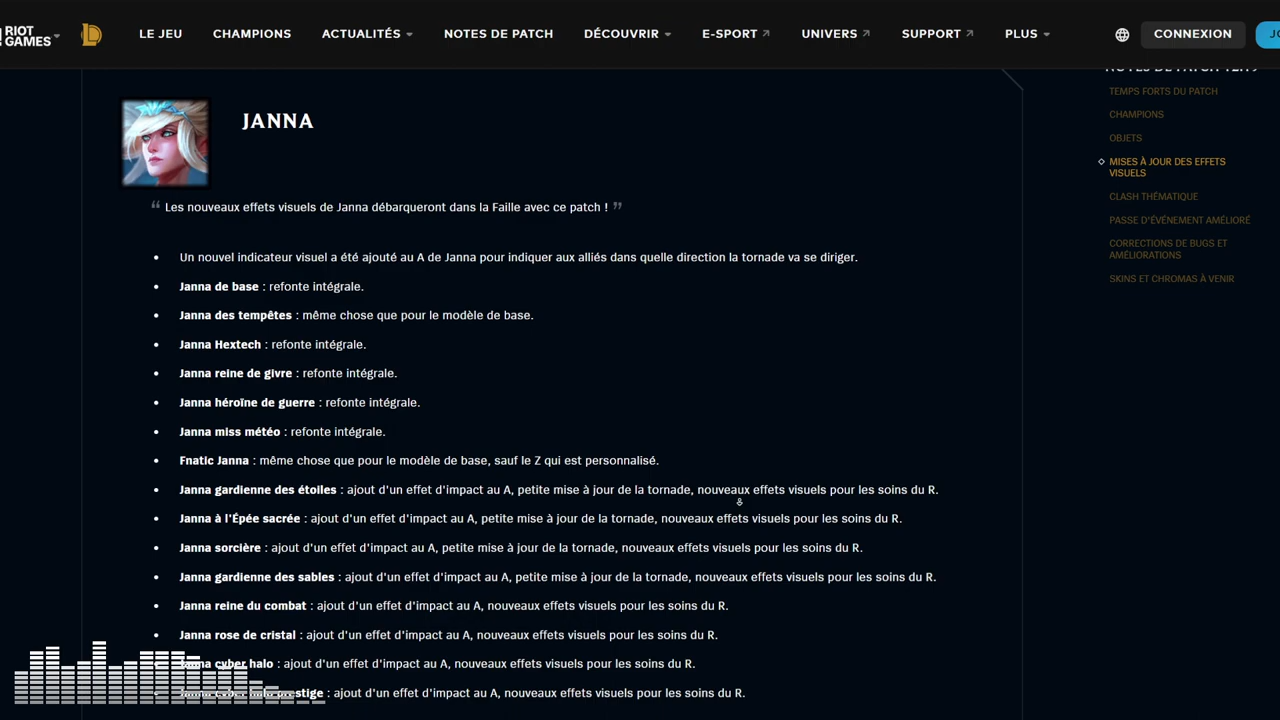 RIOT GAMES
LE JEU
CHAMPIONS
ACTUALITÉS
NOTES DE PATCH
DÉCOUVRIR
E-SPORT
UNIVERS
SUPPORT
PLUS
CONNEXION
JANNA
“ Les nouveaux effets visuels de Janna débarqueront dans la Faille avec ce patch ! ”
• Un nouvel indicateur visuel a été ajouté au A de Janna pour indiquer aux alliés dans quelle direction la tornade va se diriger.
• Janna de base : refonte intégrale.
• Janna des tempêtes : même chose que pour le modèle de base.
• Janna Hextech : refonte intégrale.
• Janna reine de givre : refonte intégrale.
• Janna héroïne de guerre : refonte intégrale.
• Janna miss météo : refonte intégrale.
• Fnatic Janna : même chose que pour le modèle de base, sauf le Z qui est personnalisé.
• Janna gardienne des étoiles : ajout d'un effet d'impact au A, petite mise à jour de la tornade, nouveaux effets visuels pour les soins du R.
• Janna à l'Épée sacrée : ajout d'un effet d'impact au A, petite mise à jour de la tornade, nouveaux effets visuels pour les soins du R.
• Janna sorcière : ajout d'un effet d'impact au A, petite mise à jour de la tornade, nouveaux effets visuels pour les soins du R.
• Janna gardienne des sables : ajout d'un effet d'impact au A, petite mise à jour de la tornade, nouveaux effets visuels pour les soins du R.
• Janna reine du combat : ajout d'un effet d'impact au A, nouveaux effets visuels pour les soins du R.
• Janna rose de cristal : ajout d'un effet d'impact au A, nouveaux effets visuels pour les soins du R.
Janna cyber halo : ajout d'un effet d'impact au A, nouveaux effets visuels pour les soins du R.
Janna cyber halo prestige : ajout d'un effet d'impact au A, nouveaux effets visuels pour les soins du R.
TEMPS FORTS DU PATCH
CHAMPIONS
OBJETS
MISES À JOUR DES EFFETS
VISUELS
CLASH THÉMATIQUE
PASSE D'ÉVÉNEMENT AMÉLIORÉ
CORRECTIONS DE BUGS ET
AMÉLIORATIONS
SKINS ET CHROMAS À VENIR